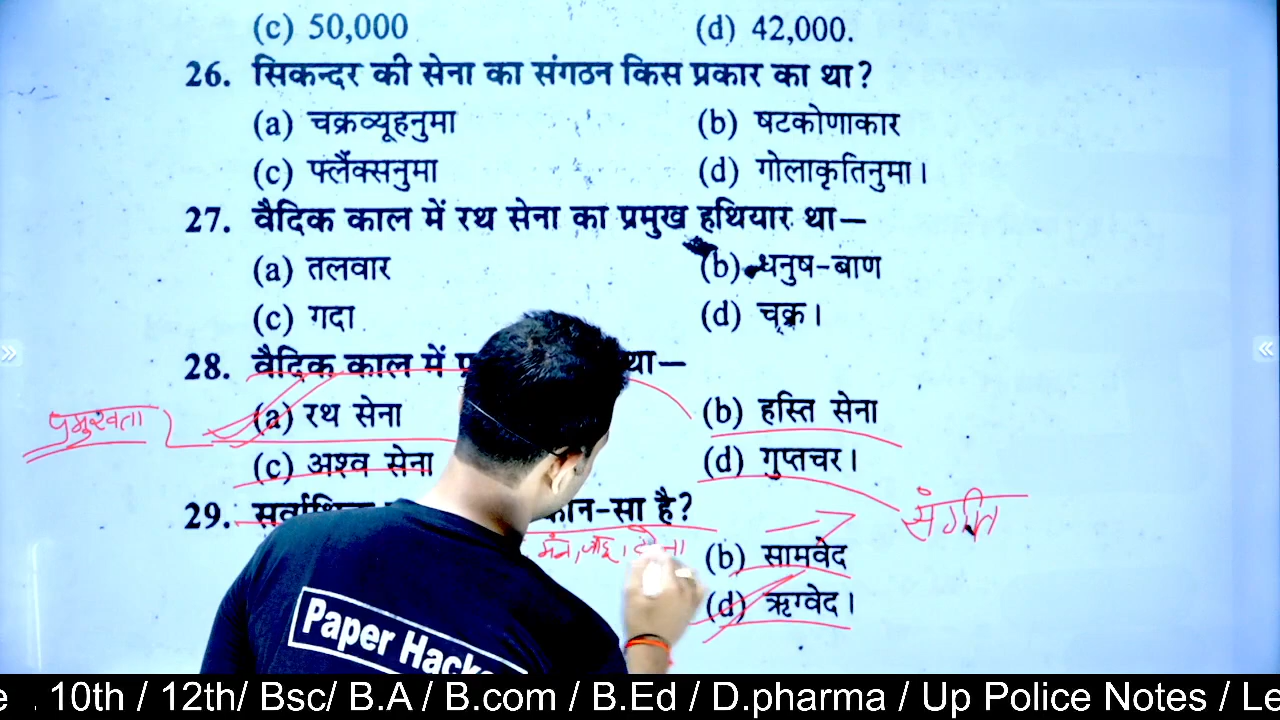 (c) 50,000 (d) 42,000.
26. सिकन्दर की सेना का संगठन किस प्रकार का था?
(a) चक्रव्यूहनुमा (b) षटकोणाकार
(c) फ्लैंक्सनुमा (d) गोलाकृतिनुमा।
27. वैदिक काल में रथ सेना का प्रमुख हथियार था—
(a) तलवार (b) धनुष-बाण
(c) गदा (d) चक्र।
28. वैदिक काल में था—
प्रमुखता (a) रथ सेना (b) हस्ति सेना
(c) अश्व सेना (d) गुप्तचर।
29. कौन-सा है?
संगीत
(b) सामवेद
(d) ऋग्वेद।
Paper Hack
e . 10th / 12th/ Bsc/ B.A / B.com / B.Ed / D.pharma / Up Police Notes / Le